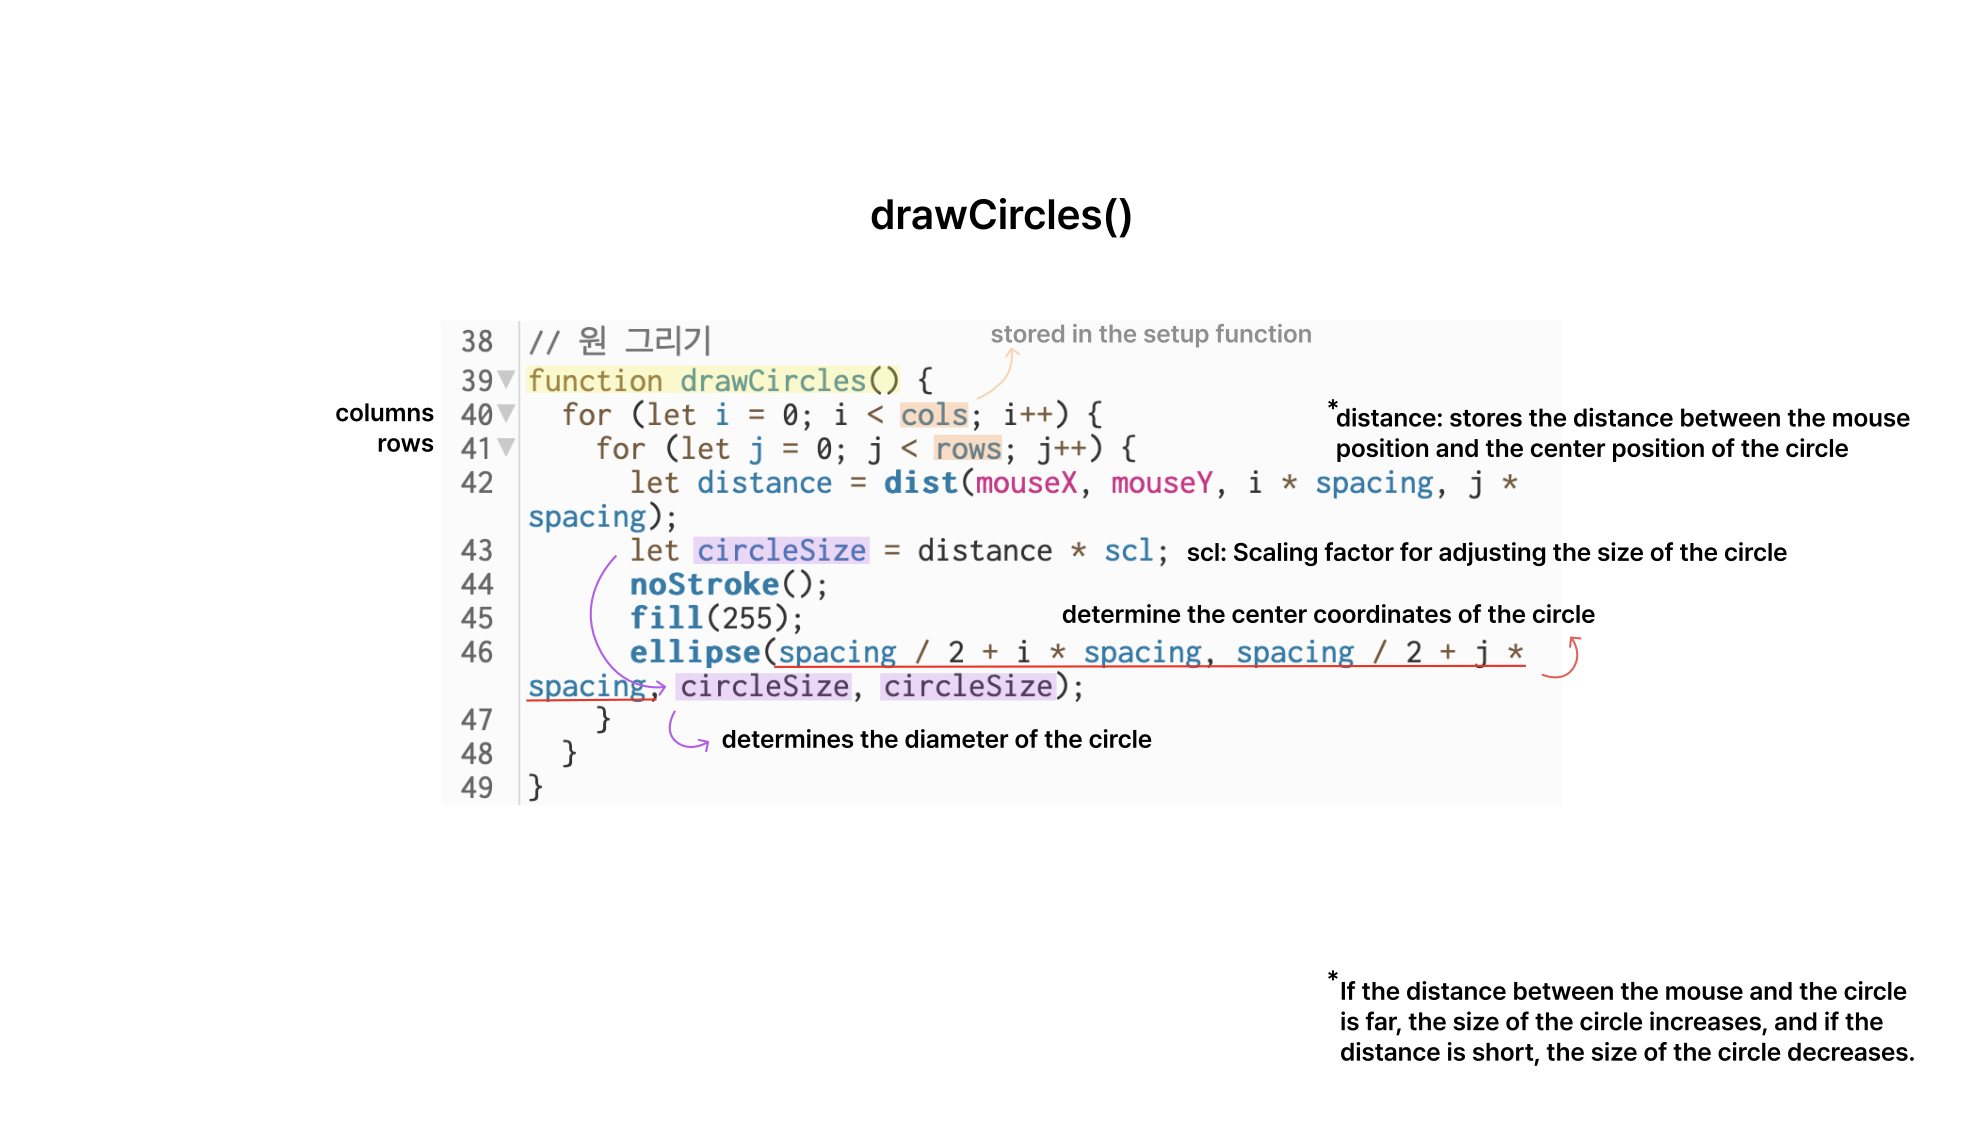 drawCircles()
stored in the setup function
38 // 원 그리기
39 function drawCircles() {
columns
40 for (let i = 0; i < cols; i++) {
rows
41 for (let j = 0; j < rows; j++) {
*distance: stores the distance between the mouse
position and the center position of the circle
42 let distance = dist(mouseX, mouseY, i * spacing, j *
spacing);
43 let circleSize = distance * scl;
scl: Scaling factor for adjusting the size of the circle
44 noStroke();
45 fill(255);
determine the center coordinates of the circle
46 ellipse(spacing / 2 + i * spacing, spacing / 2 + j *
spacing, circleSize, circleSize);
47 }
determines the diameter of the circle
48 }
49 }
*If the distance between the mouse and the circle
is far, the size of the circle increases, and if the
distance is short, the size of the circle decreases.